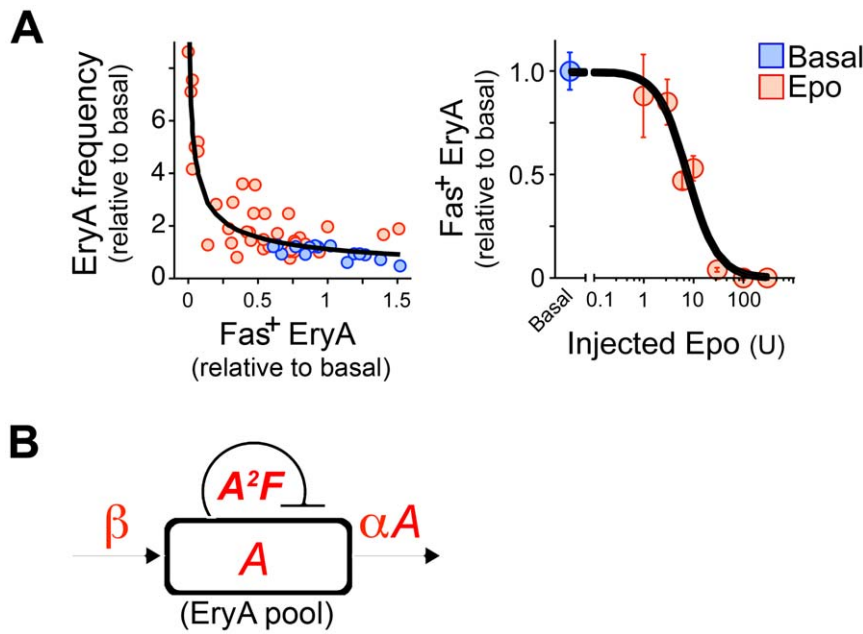 A
EryA frequency
(relative to basal)
6
4
2
0
0
0.5
1
1.5
Fas⁺ EryA
(relative to basal)
Fas⁺ EryA
(relative to basal)
1.0
0.5
0
Basal
0.1
1
10
100
Injected Epo (U)
Basal
Epo
B
β
A²F
αA
A
(EryA pool)